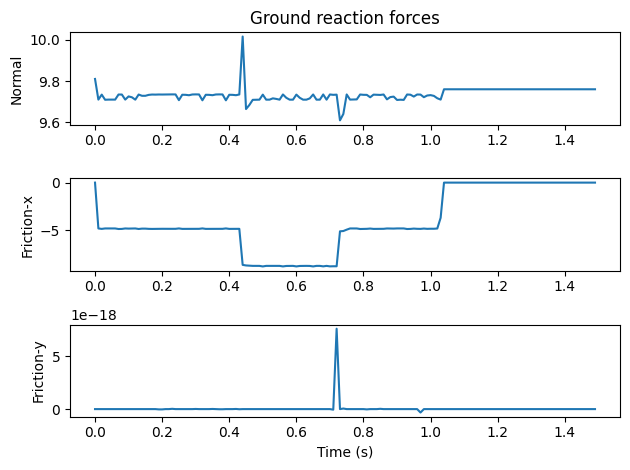 Ground reaction forces
Normal
10.0
9.8
9.6
0.0 0.2 0.4 0.6 0.8 1.0 1.2 1.4
Friction-x
0
−5
0.0 0.2 0.4 0.6 0.8 1.0 1.2 1.4
1e−18
Friction-y
5
0
0.0 0.2 0.4 0.6 0.8 1.0 1.2 1.4
Time (s)